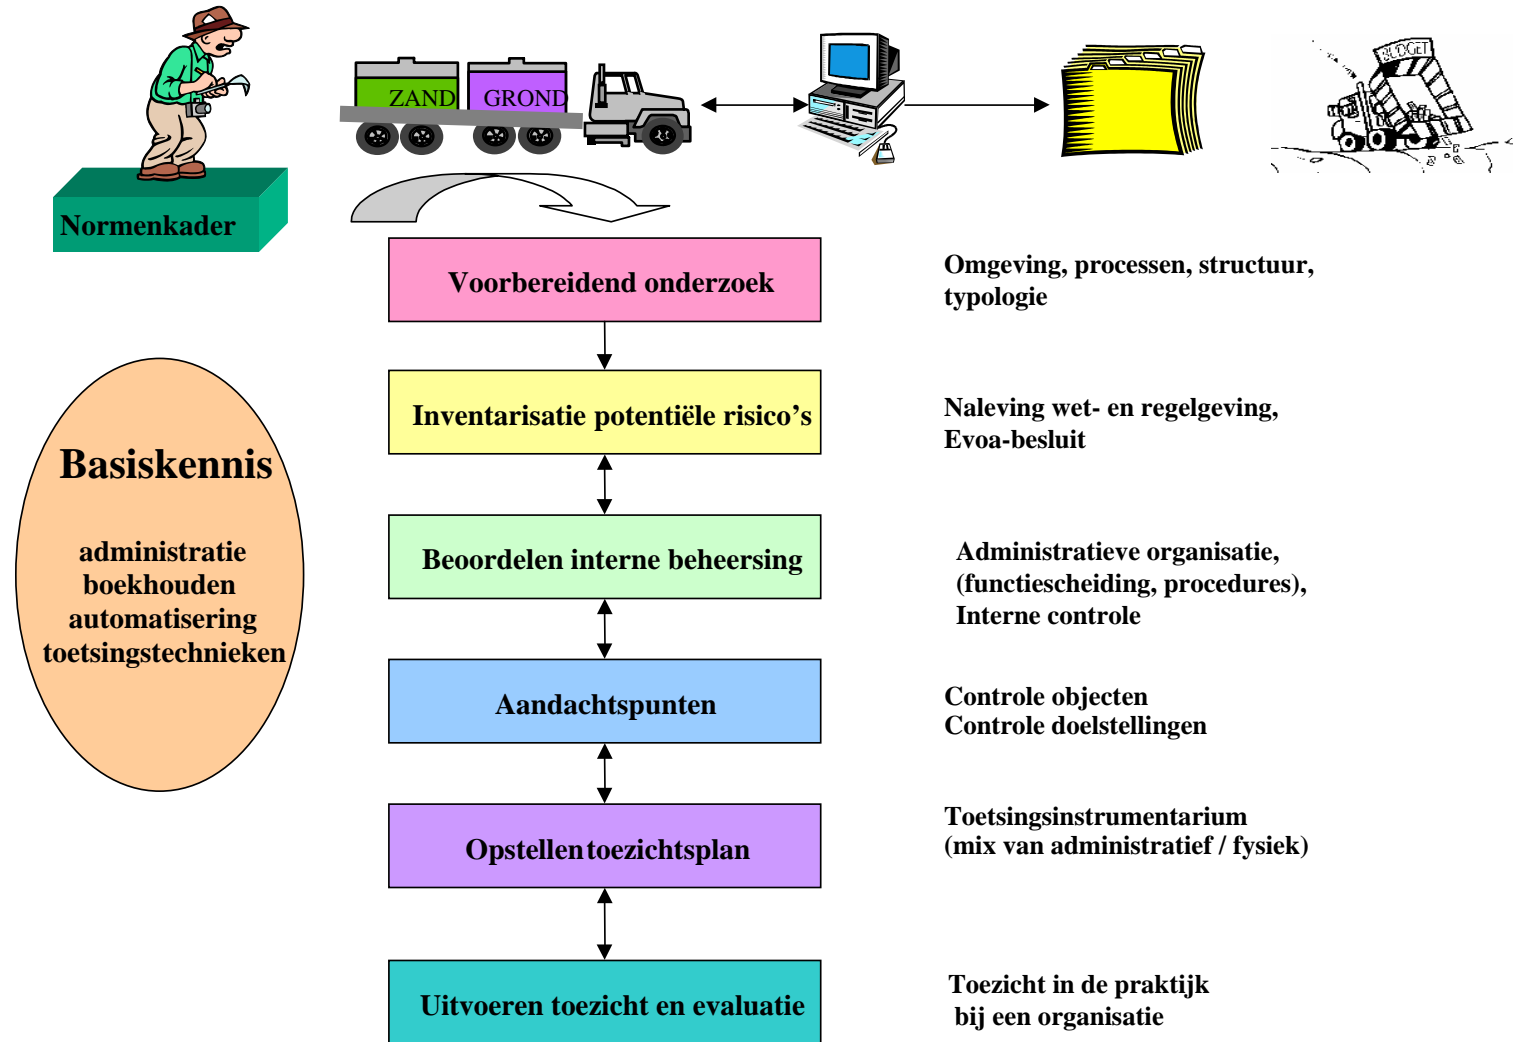 BUDGET
ZAND
GROND
Normenkader
Voorbereidend onderzoek
Omgeving, processen, structuur,
typologie
Inventarisatie potentiële risico’s
Naleving wet- en regelgeving,
Evoa-besluit
Basiskennis
administratie
boekhouden
automatisering
toetsingstechnieken
Beoordelen interne beheersing
Administratieve organisatie,
(functiescheiding, procedures),
Interne controle
Aandachtspunten
Controle objecten
Controle doelstellingen
Opstellen toezichtsplan
Toetsingsinstrumentarium
(mix van administratief / fysiek)
Uitvoeren toezicht en evaluatie
Toezicht in de praktijk
bij een organisatie